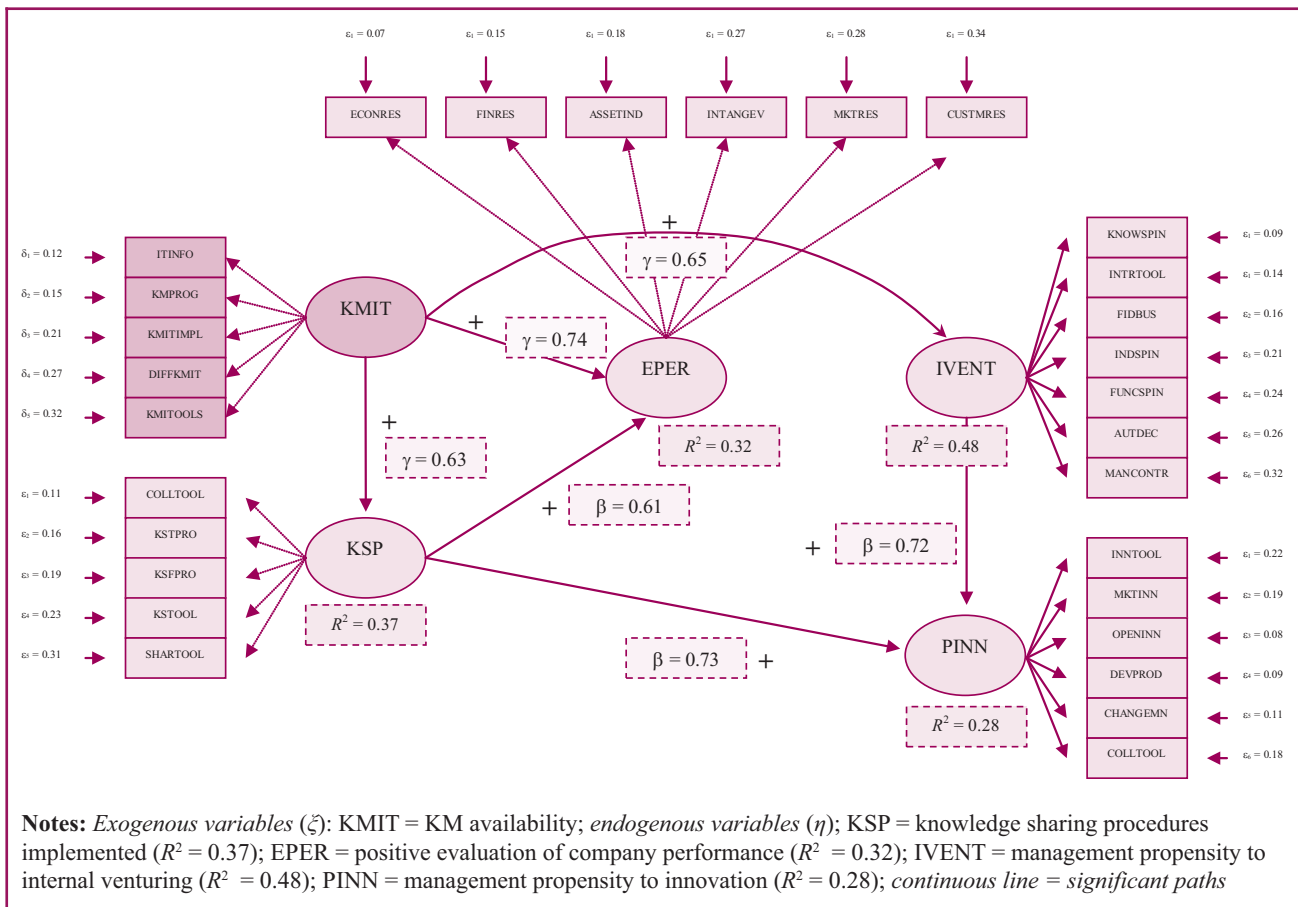 ε₁ = 0.07 ε₁ = 0.15 ε₁ = 0.18 ε₁ = 0.27 ε₁ = 0.28 ε₁ = 0.34
ECONRES FINRES ASSETIND INTANGEV MKTRES CUSTMRES
+
γ = 0.65
δ₁ = 0.12 ITINFO
δ₂ = 0.15 KMPROG
δ₃ = 0.21 KMITIMPL
δ₄ = 0.27 DIFFKMIT
δ₅ = 0.32 KMITOOLS
KMIT
+
γ = 0.74
EPER
R² = 0.32
IVENT
R² = 0.48
KNOWSPIN ε₁ = 0.09
INTRTOOL ε₁ = 0.14
FIDBUS ε₂ = 0.16
INDSPIN ε₃ = 0.21
FUNCSPIN ε₄ = 0.24
AUTDEC ε₅ = 0.26
MANCONTR ε₆ = 0.32
+
γ = 0.63
ε₁ = 0.11 COLLTOOL
ε₂ = 0.16 KSTPRO
ε₃ = 0.19 KSFPRO
ε₄ = 0.23 KSTOOL
ε₅ = 0.31 SHARTOOL
KSP
R² = 0.37
+ β = 0.61
+ β = 0.72
β = 0.73 +
PINN
R² = 0.28
INNTOOL ε₁ = 0.22
MKTINN ε₂ = 0.19
OPENINN ε₃ = 0.08
DEVPROD ε₄ = 0.09
CHANGEMN ε₅ = 0.11
COLLTOOL ε₆ = 0.18
Notes: Exogenous variables (ξ): KMIT = KM availability; endogenous variables (η); KSP = knowledge sharing procedures
implemented (R² = 0.37); EPER = positive evaluation of company performance (R² = 0.32); IVENT = management propensity to
internal venturing (R² = 0.48); PINN = management propensity to innovation (R² = 0.28); continuous line = significant paths